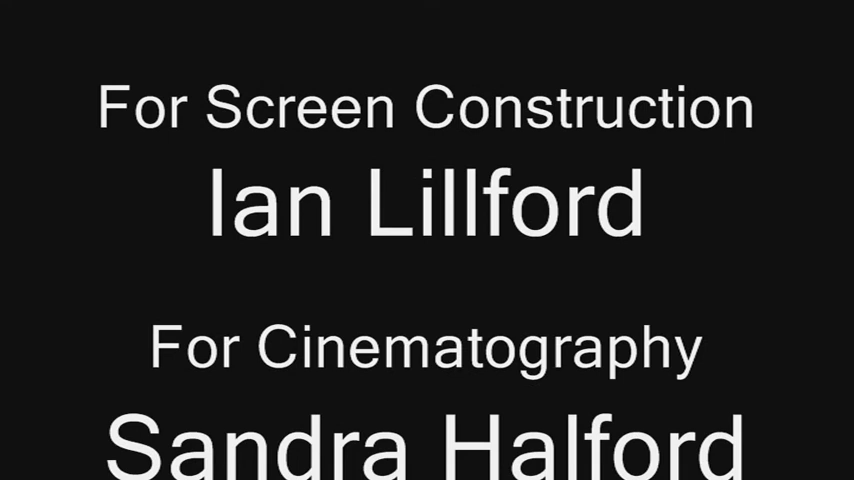 For Screen Construction
Ian Lillford
For Cinematography
Sandra Halford